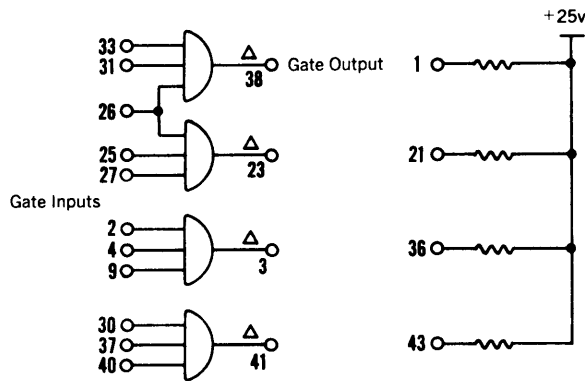 +25v
33
31
26
Δ
38
Gate Output
1
25
27
Δ
23
21
Gate Inputs
2
4
9
Δ
3
36
30
37
40
Δ
41
43